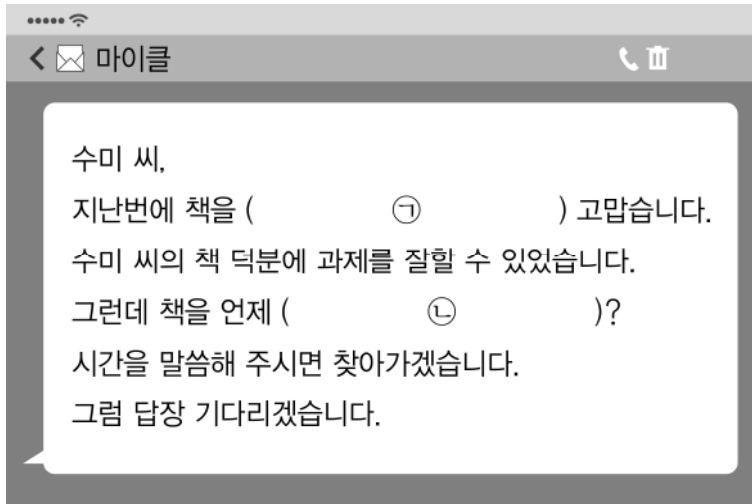 마이클
수미 씨,
지난번에 책을 ( ㉠ ) 고맙습니다.
수미 씨의 책 덕분에 과제를 잘할 수 있었습니다.
그런데 책을 언제 ( ㉡ )?
시간을 말씀해 주시면 찾아가겠습니다.
그럼 답장 기다리겠습니다.